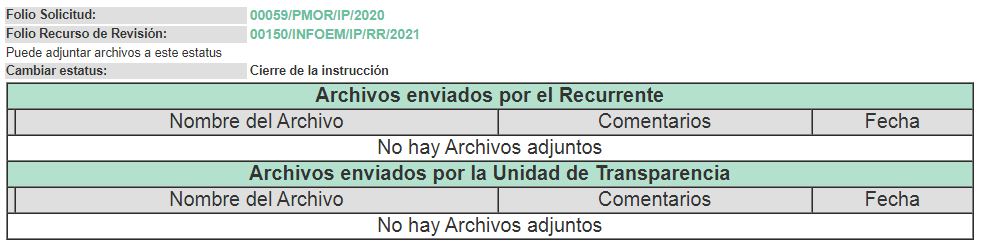 Folio Solicitud: 00059/PMOR/IP/2020
Folio Recurso de Revisión: 00150/INFOEM/IP/RR/2021
Puede adjuntar archivos a este estatus
Cambiar estatus: Cierre de la instrucción
Archivos enviados por el Recurrente
Nombre del Archivo Comentarios Fecha
No hay Archivos adjuntos
Archivos enviados por la Unidad de Transparencia
Nombre del Archivo Comentarios Fecha
No hay Archivos adjuntos